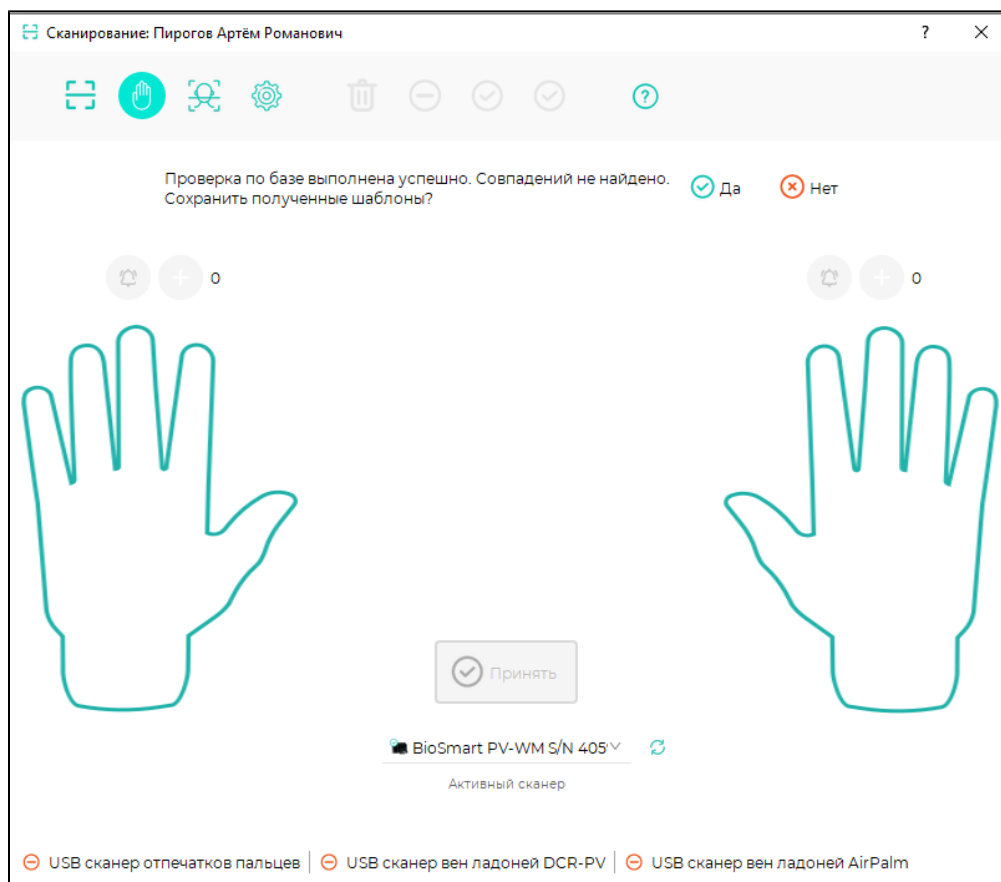 Сканирование: Пирогов Артём Романович
?
Проверка по базе выполнена успешно. Совпадений не найдено.
Сохранить полученные шаблоны?
Да
Нет
0
0
Принять
BioSmart PV-WM S/N 405
Активный сканер
USB сканер отпечатков пальцев
USB сканер вен ладоней DCR-PV
USB сканер вен ладоней AirPalm